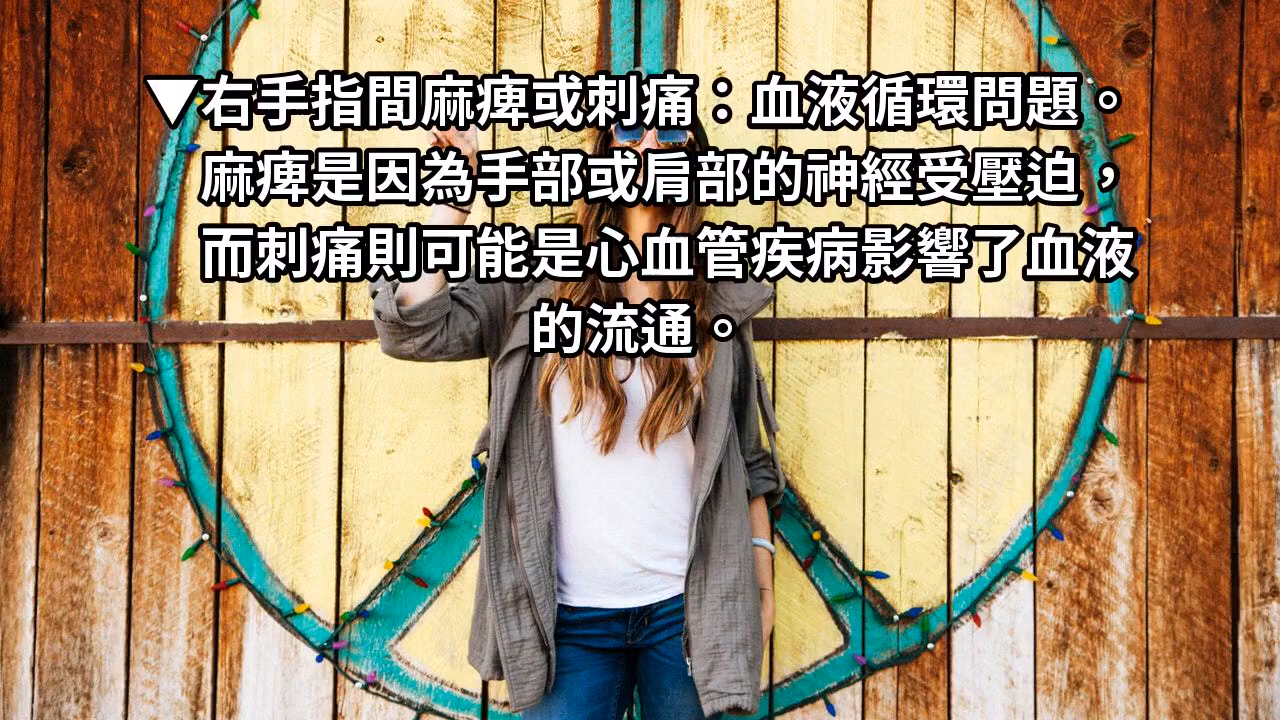 ▼右手指間麻痺或刺痛：血液循環問題。
麻痺是因為手部或肩部的神經受壓迫，
而刺痛則可能是心血管疾病影響了血液
的流通。